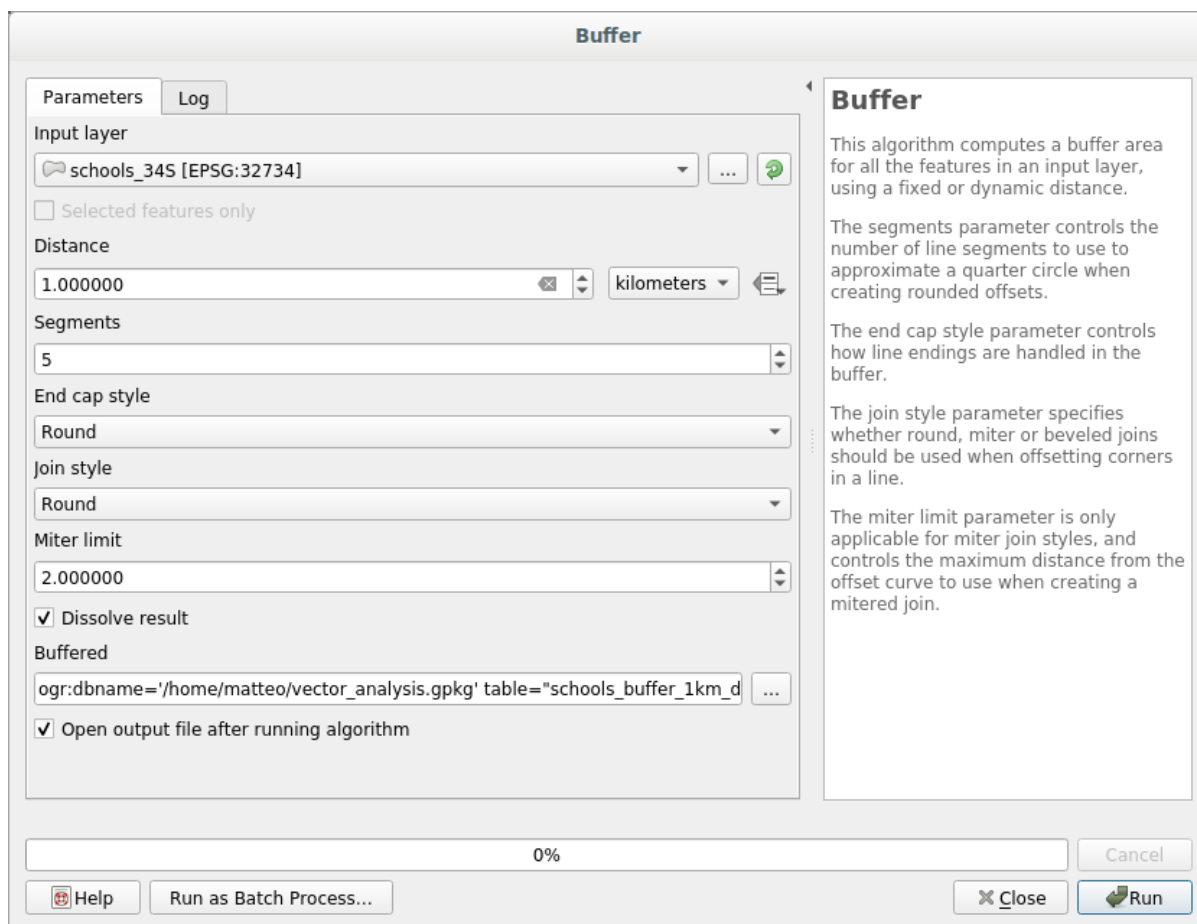 Buffer
Parameters
Log
Input layer
schools_34S [EPSG:32734]
...
Selected features only
Distance
1.000000
kilometers
Segments
5
End cap style
Round
Join style
Round
Miter limit
2.000000
Dissolve result
Buffered
ogr:dbname='/home/matteo/vector_analysis.gpkg' table="schools_buffer_1km_d
...
Open output file after running algorithm
Buffer
This algorithm computes a buffer area
for all the features in an input layer,
using a fixed or dynamic distance.
The segments parameter controls the
number of line segments to use to
approximate a quarter circle when
creating rounded offsets.
The end cap style parameter controls
how line endings are handled in the
buffer.
The join style parameter specifies
whether round, miter or beveled joins
should be used when offsetting corners
in a line.
The miter limit parameter is only
applicable for miter join styles, and
controls the maximum distance from the
offset curve to use when creating a
mitered join.
0%
Cancel
Help
Run as Batch Process...
Close
Run